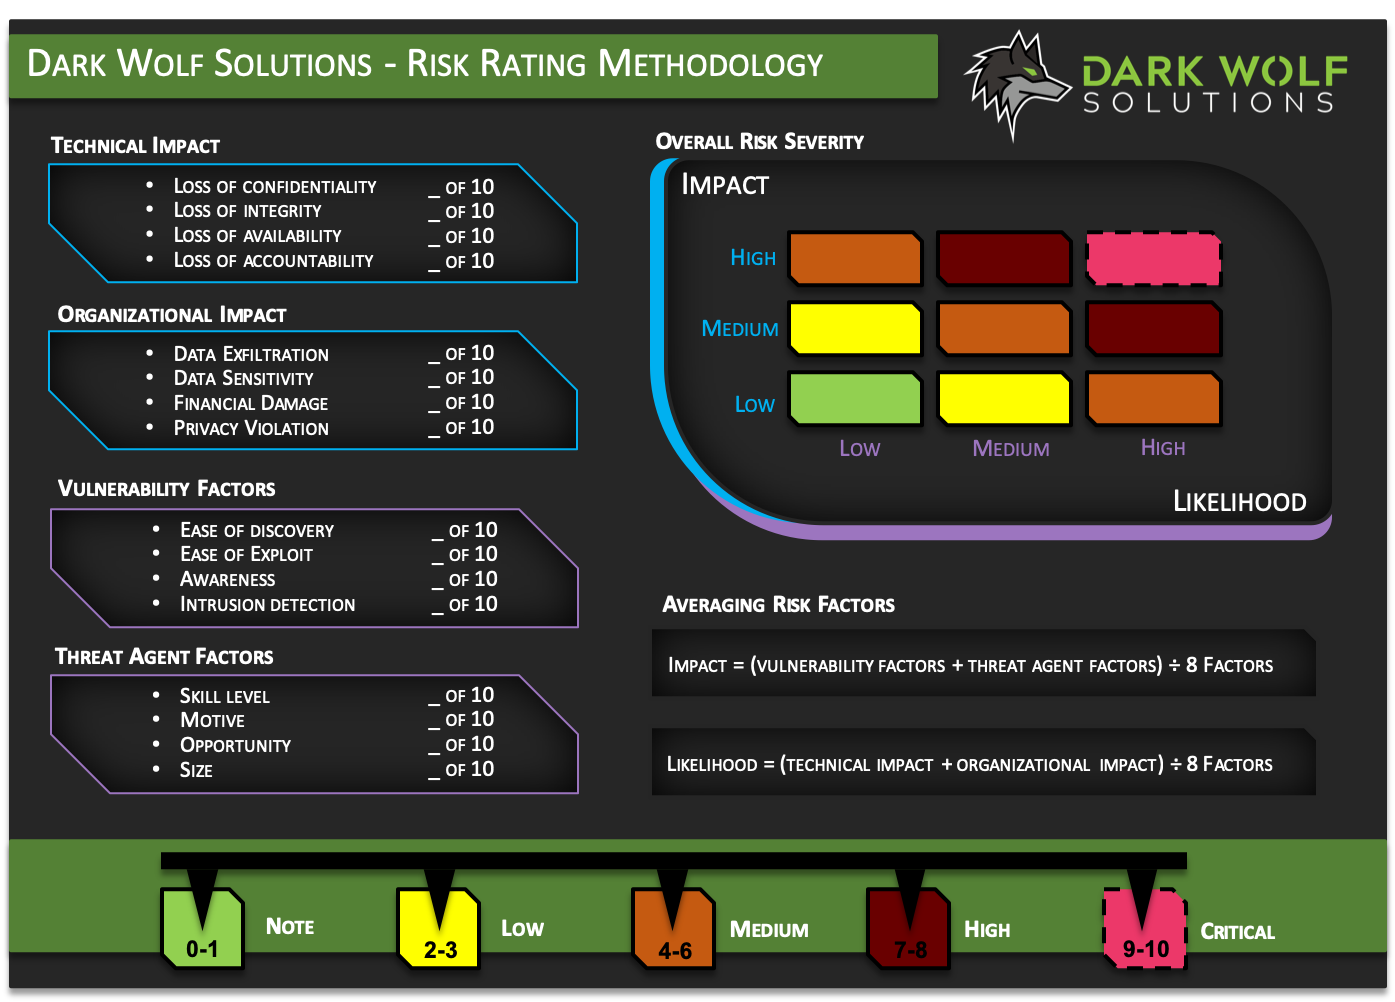 Dark Wolf Solutions - Risk Rating Methodology
DARK WOLF
SOLUTIONS
Technical Impact
• Loss of confidentiality _ of 10
• Loss of integrity _ of 10
• Loss of availability _ of 10
• Loss of accountability _ of 10
Organizational Impact
• Data Exfiltration _ of 10
• Data Sensitivity _ of 10
• Financial Damage _ of 10
• Privacy Violation _ of 10
Vulnerability Factors
• Ease of discovery _ of 10
• Ease of Exploit _ of 10
• Awareness _ of 10
• Intrusion detection _ of 10
Threat Agent Factors
• Skill level _ of 10
• Motive _ of 10
• Opportunity _ of 10
• Size _ of 10
Overall Risk Severity
Impact
High
Medium
Low
Low Medium High
Likelihood
Averaging Risk Factors
Impact = (vulnerability factors + threat agent factors) ÷ 8 Factors
Likelihood = (technical impact + organizational impact) ÷ 8 Factors
0-1 Note
2-3 Low
4-6 Medium
7-8 High
9-10 Critical